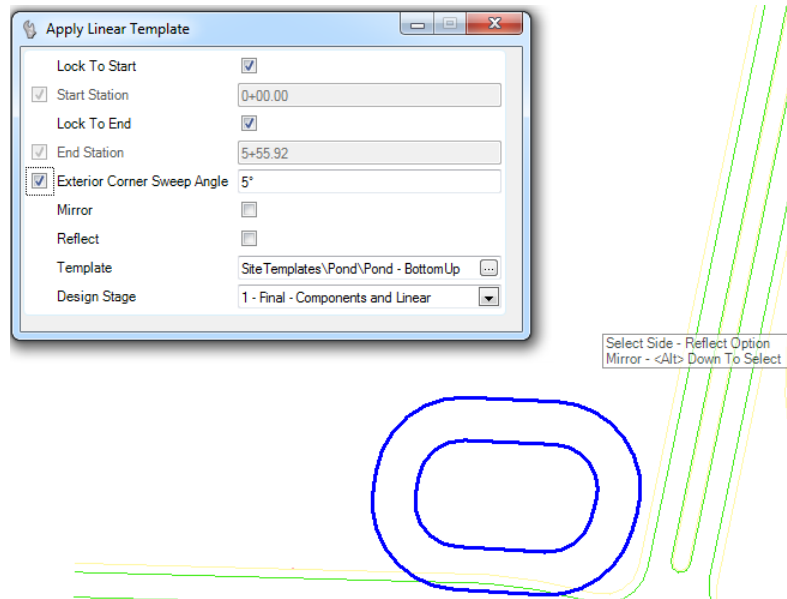 Apply Linear Template
Lock To Start
Start Station 0+00.00
Lock To End
End Station 5+55.92
Exterior Corner Sweep Angle 5°
Mirror
Reflect
Template SiteTemplates\Pond\Pond - BottomUp ...
Design Stage 1 - Final - Components and Linear
Select Side - Reflect Option
Mirror - <Alt> Down To Select